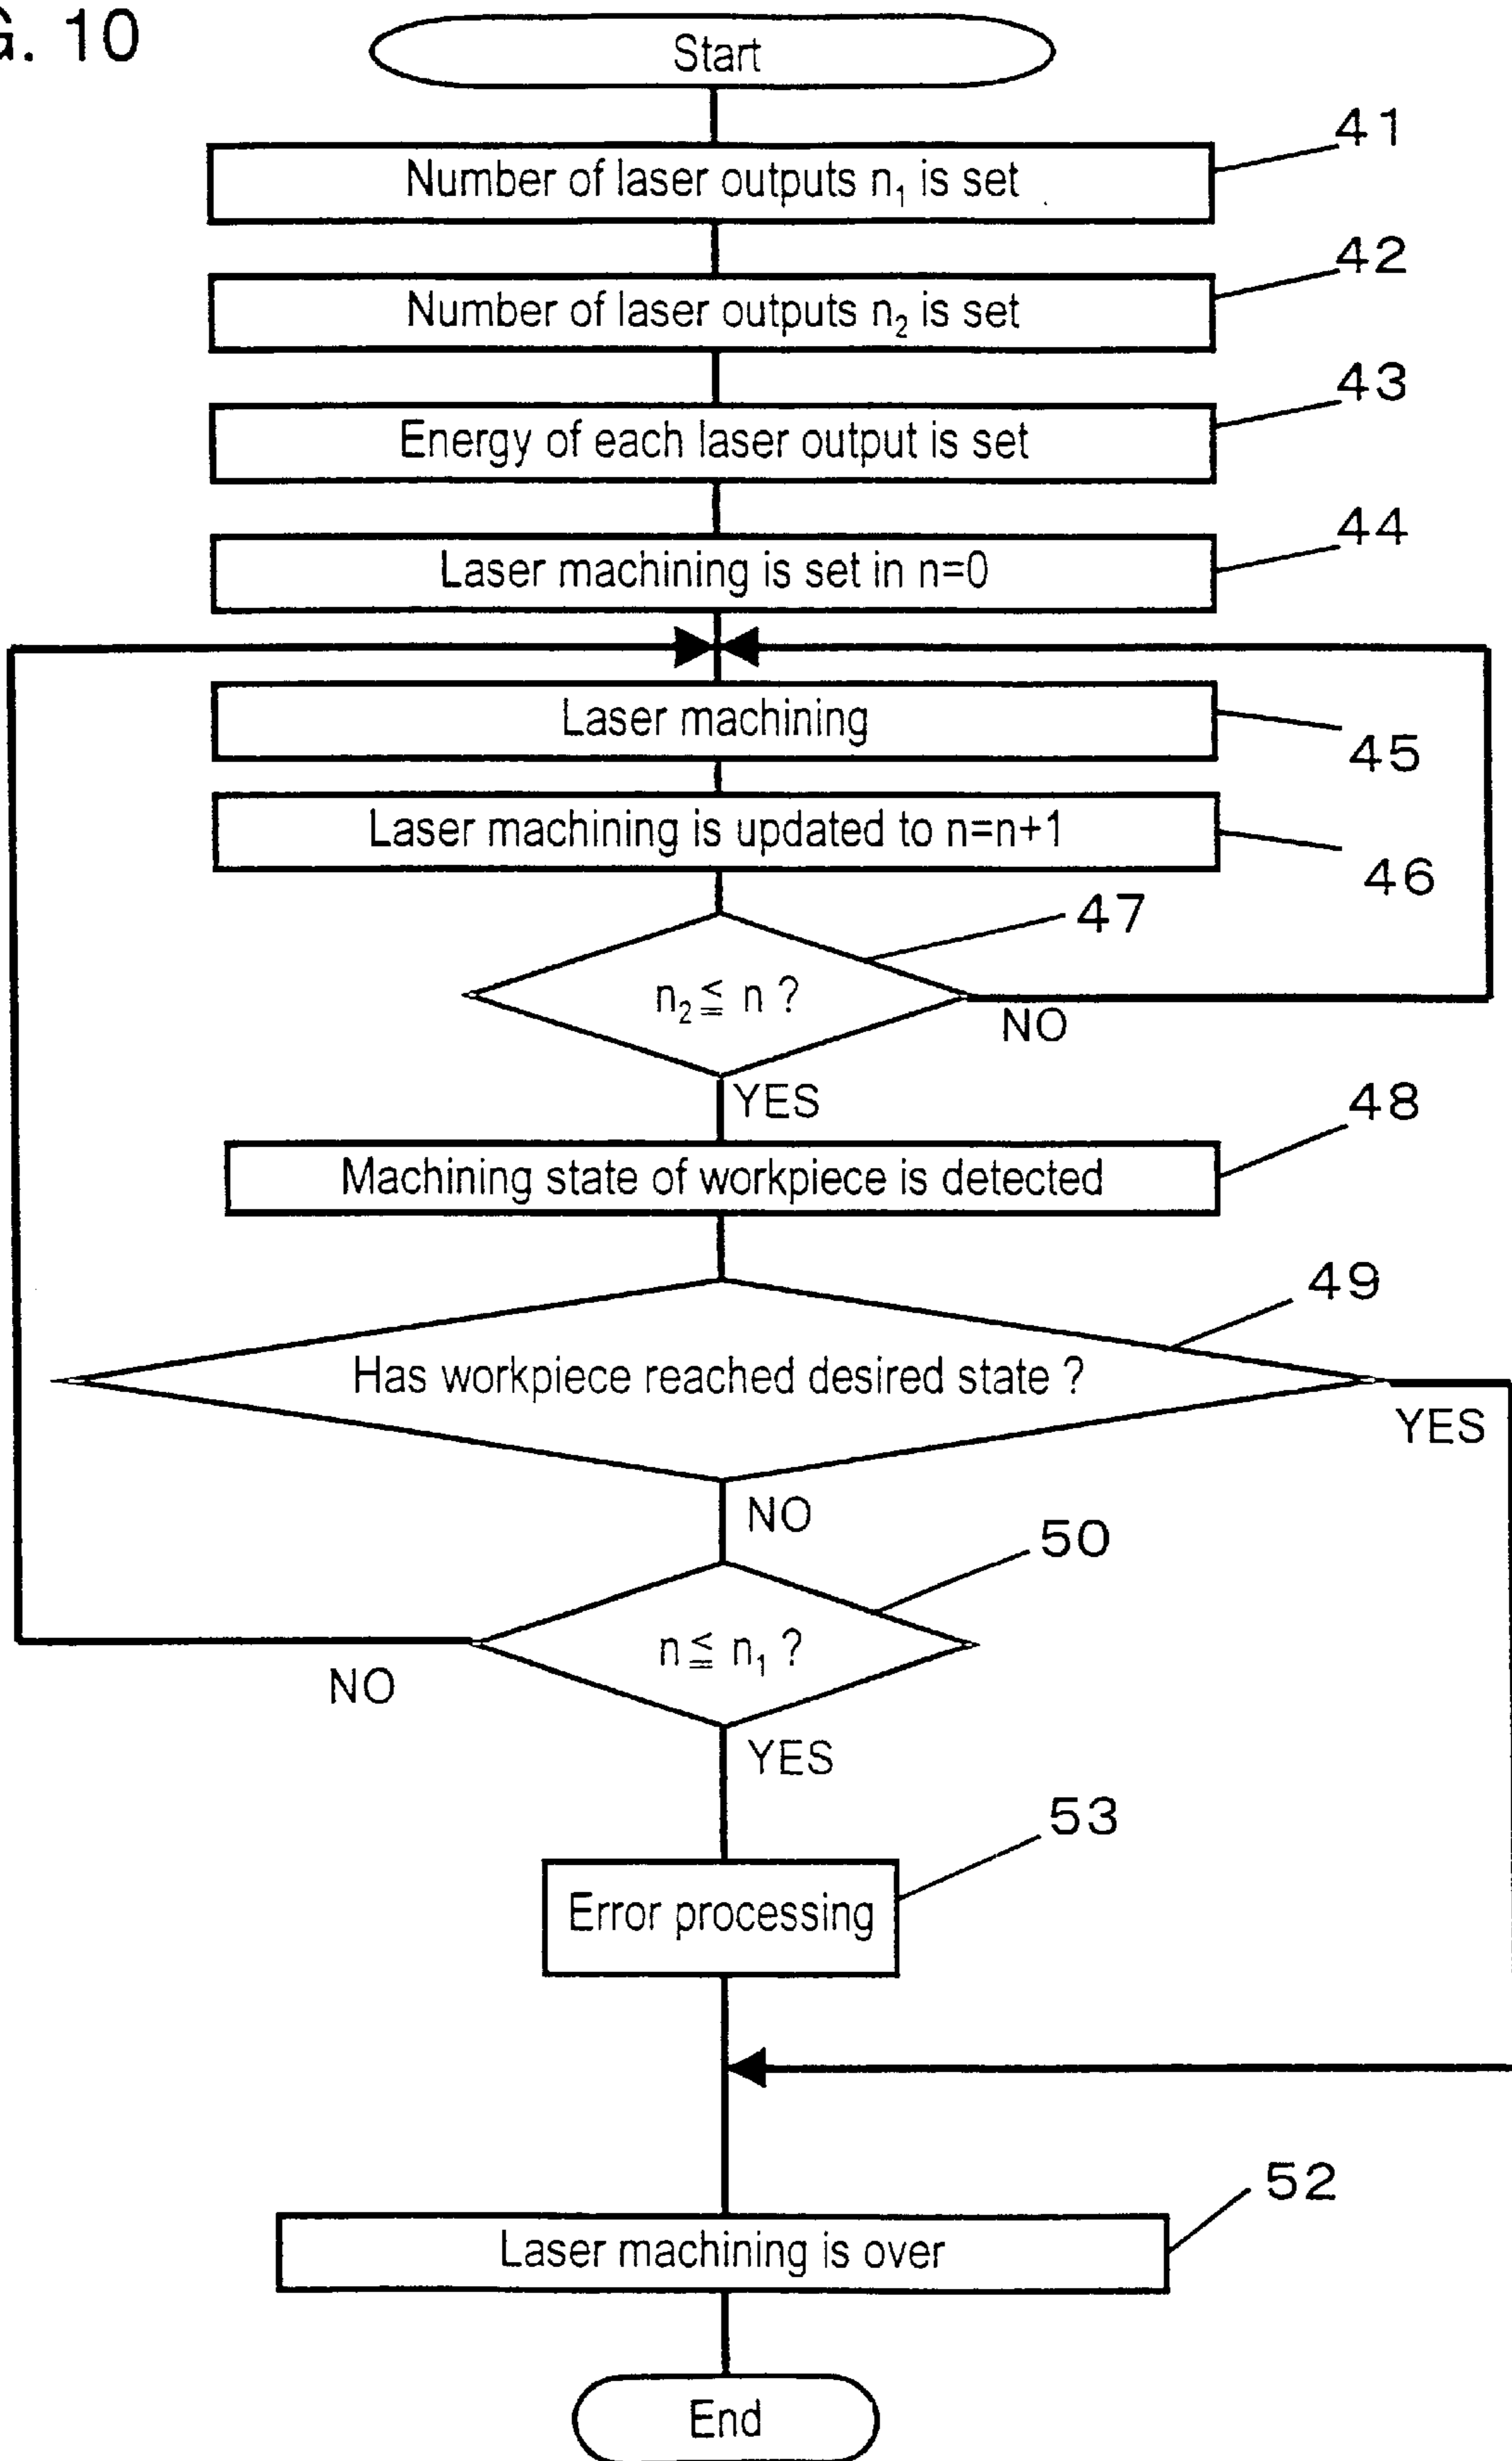 G. 10
Start
41
Number of laser outputs n₁ is set
42
Number of laser outputs n₂ is set
43
Energy of each laser output is set
44
Laser machining is set in n=0
Laser machining
45
Laser machining is updated to n=n+1
46
47
n₂ ≦ n ?
NO
YES
48
Machining state of workpiece is detected
49
Has workpiece reached desired state ?
YES
NO
50
n ≦ n₁ ?
NO
YES
53
Error processing
52
Laser machining is over
End